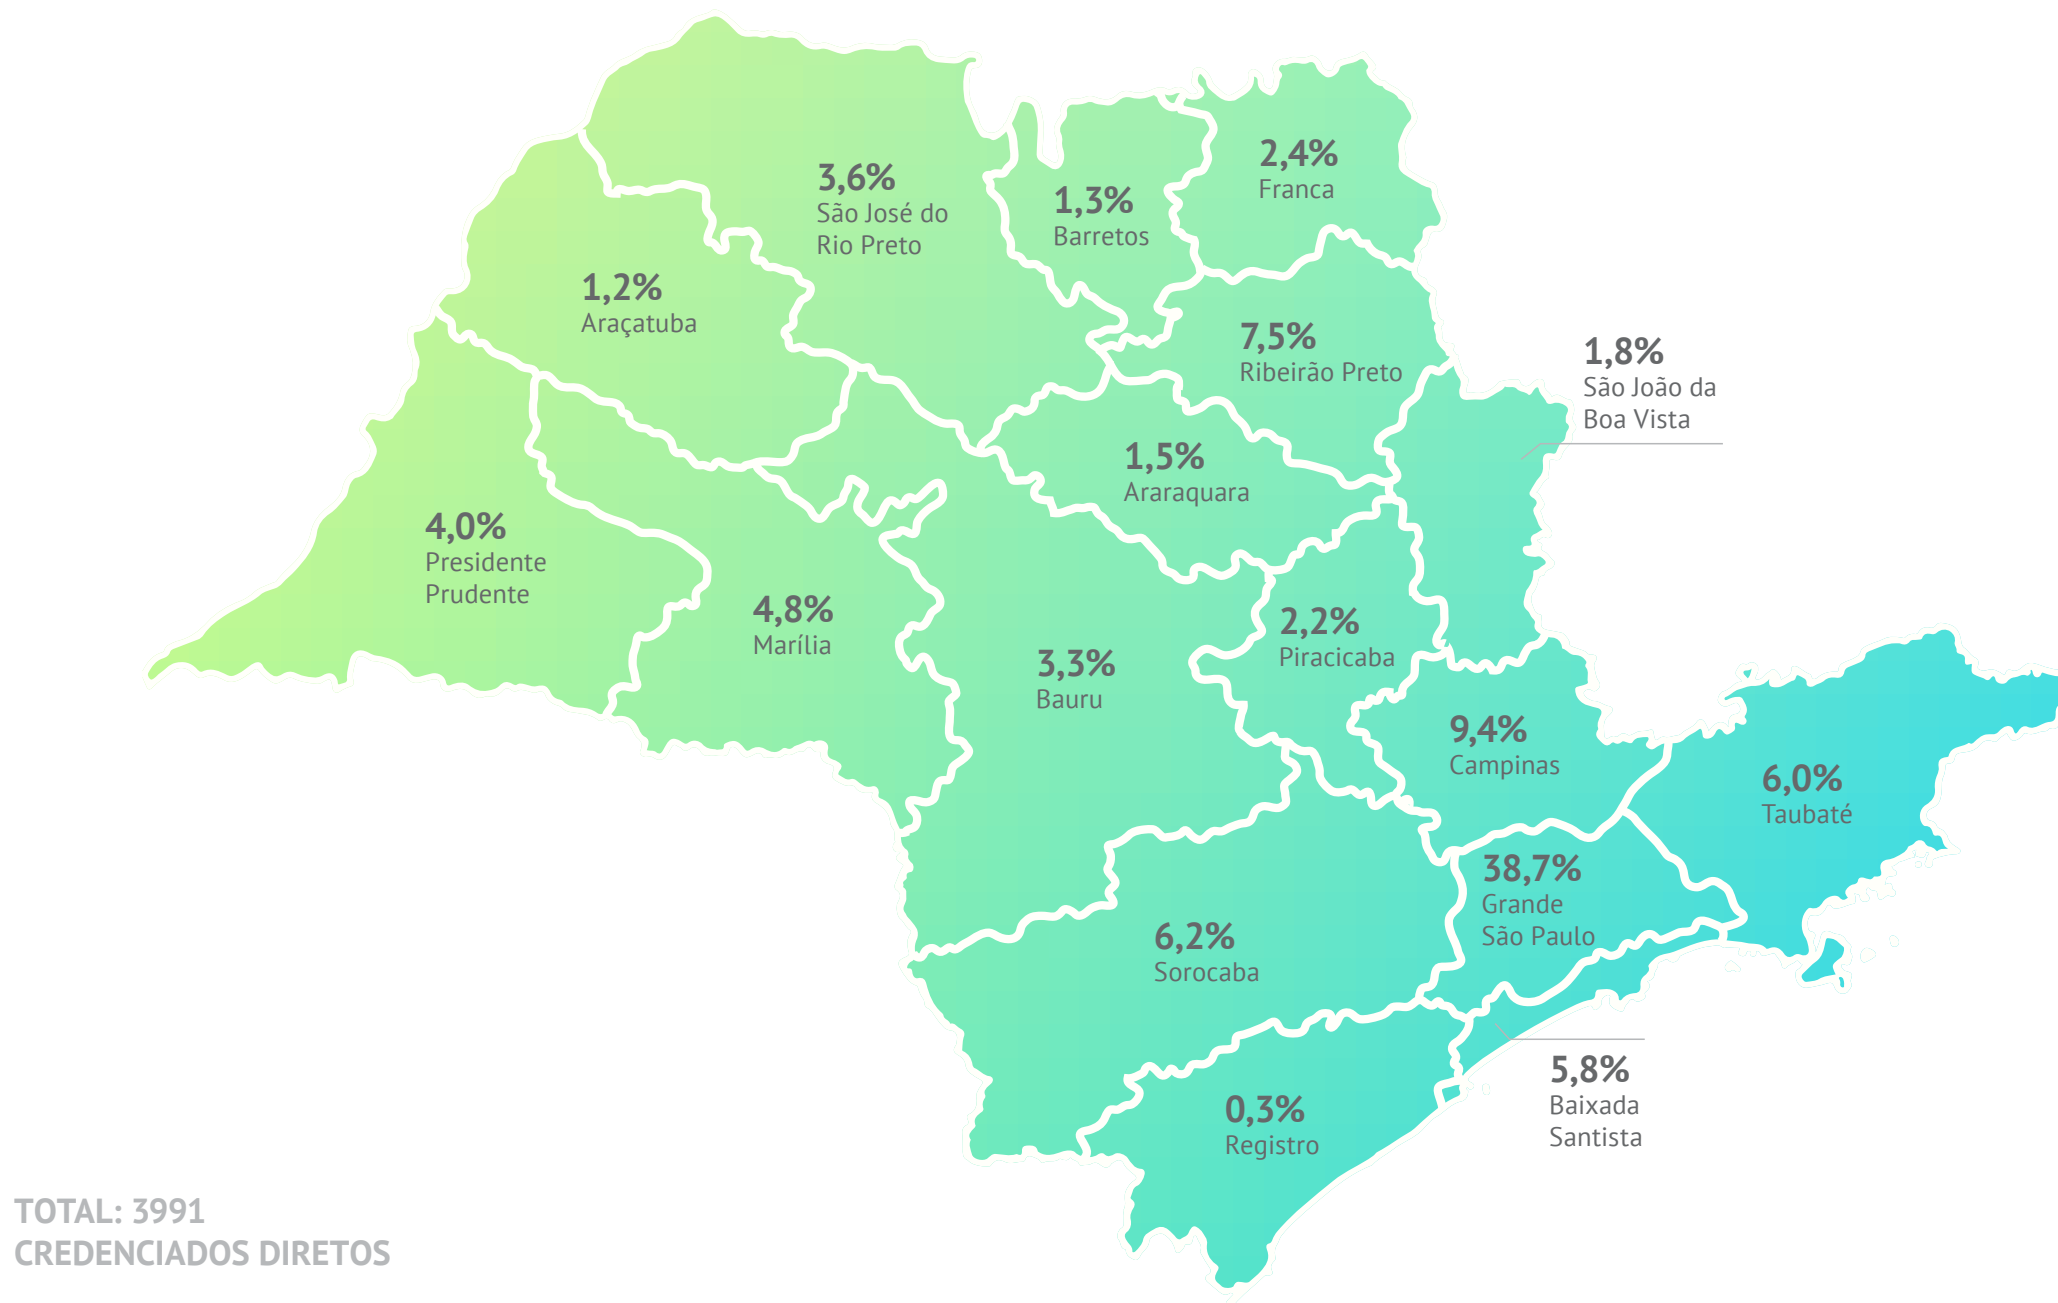 2,4%
Franca
3,6%
São José do
Rio Preto
1,3%
Barretos
1,2%
Araçatuba
7,5%
Ribeirão Preto
1,8%
São João da
Boa Vista
1,5%
Araraquara
4,0%
Presidente
Prudente
4,8%
Marília
2,2%
Piracicaba
3,3%
Bauru
9,4%
Campinas
6,0%
Taubaté
38,7%
Grande
São Paulo
6,2%
Sorocaba
5,8%
Baixada
Santista
0,3%
Registro
TOTAL: 3991
CREDENCIADOS DIRETOS